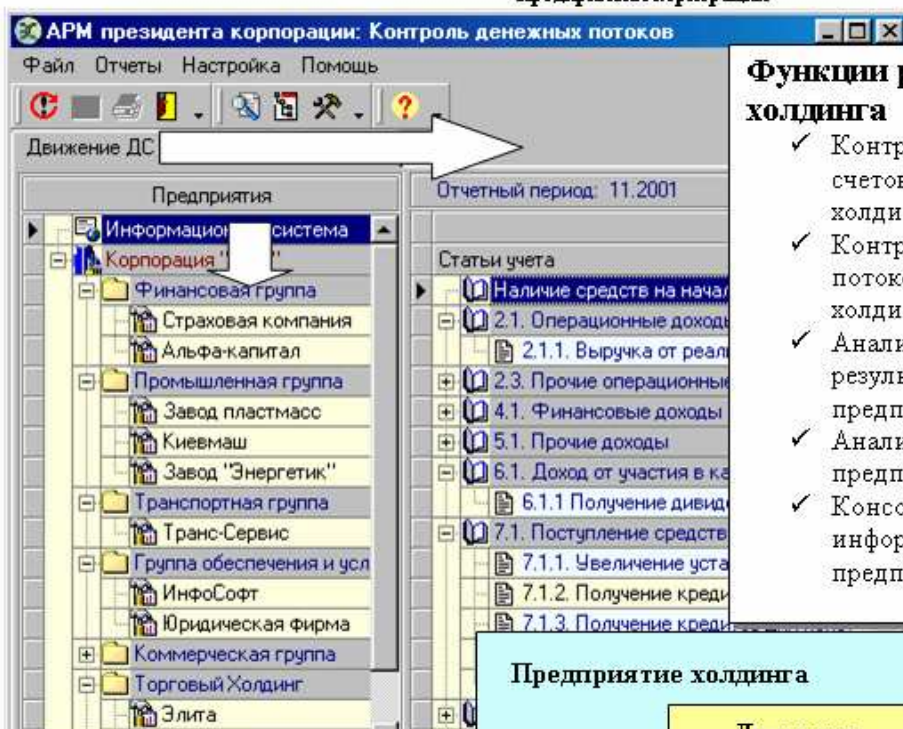 АРМ президента корпорации: Контроль денежных потоков
Файл Отчеты Настройка Помощь
Движение ДС
Предприятия
Информацион система
Корпорация "
Финансовая группа
Страховая компания
Альфа-капитал
Промышленная группа
Завод пластмасс
Киевмаш
Завод "Энергетик"
Транспортная группа
Транс-Сервис
Группа обеспечения и усл
ИнфоСофт
Юридическая фирма
Коммерческая группа
Торговый Холдинг
Элита
Отчетный период: 11.2001
Статьи учета
Наличие средств на начал
2.1. Операционные доходы
2.1.1. Выручка от реал
2.3. Прочие операционные
4.1. Финансовые доходы
5.1. Прочие доходы
6.1. Доход от участия в ка
6.1.1 Получение дивид
7.1. Поступление средств
7.1.1. Увеличение уста
7.1.2. Получение креди
7.1.3. Получение креди
Функции р
холдинга
✓ Контр
счетов
холди
✓ Контр
поток
холди
✓ Анали
резуль
предп
✓ Анали
предп
✓ Консо
инфор
предп
Предприятие холдинга